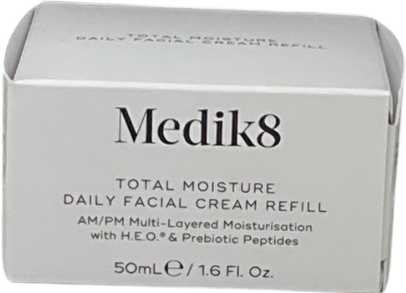 TOTAL MOISTURE
DAILY FACIAL CREAM REFILL
Medik8
TOTAL MOISTURE
DAILY FACIAL CREAM REFILL
AM/PM Multi-Layered Moisturisation
with H.E.O.® & Prebiotic Peptides
50mL℮/ 1.6 Fl. Oz.